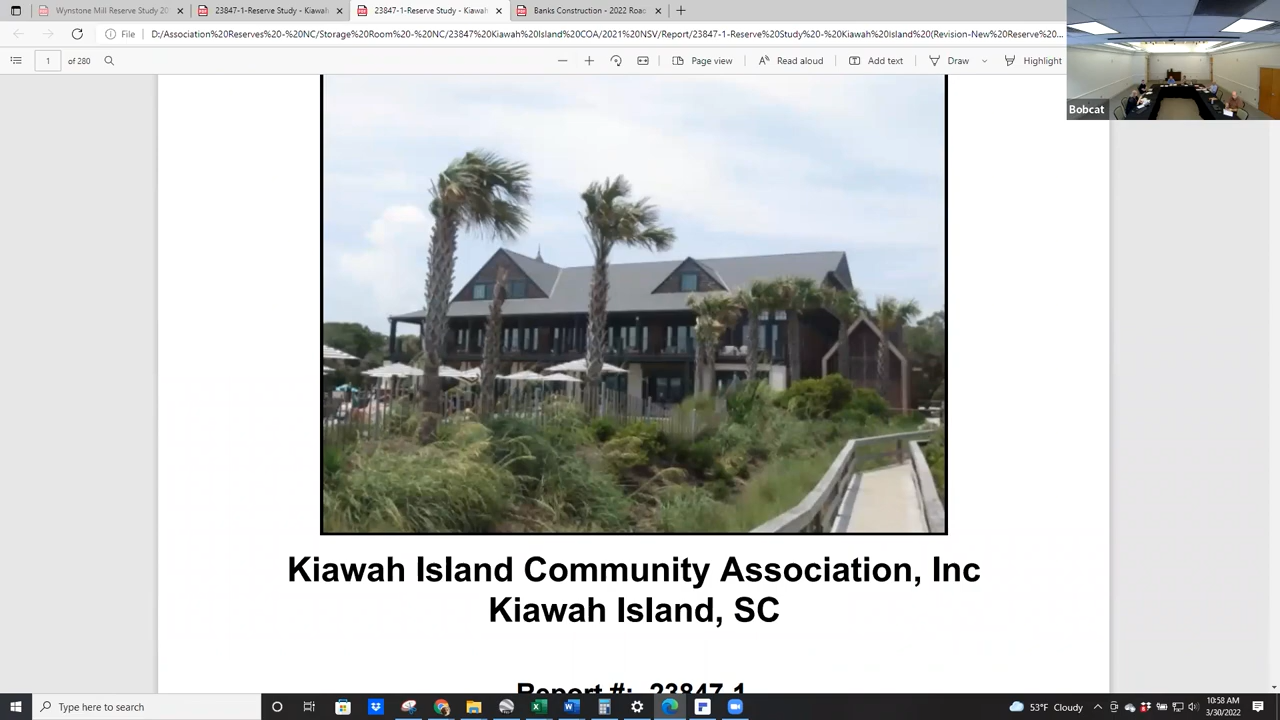 Wynstone Mill Reserve Study 20
23847-1-Reserve Study - Kiawah
23847-1-Reserve Study - Kiawah
Banks Construction - 2022 Road
File
D:/Association%20Reserves%20-%20NC/Storage%20Room%20-%20NC/23847%20Kiawah%20Island%20COA/2021%20NSV/Report/23847-1-Reserve%20Study%20-%20Kiawah%20Island%20(Revision-New%20Reserve%20...
1 of 280
Page view
Read aloud
Add text
Draw
Highlight
Bobcat
Kiawah Island Community Association, Inc
Kiawah Island, SC
Report #: 23847-1
Type here to search
53°F Cloudy
10:58 AM
3/30/2022